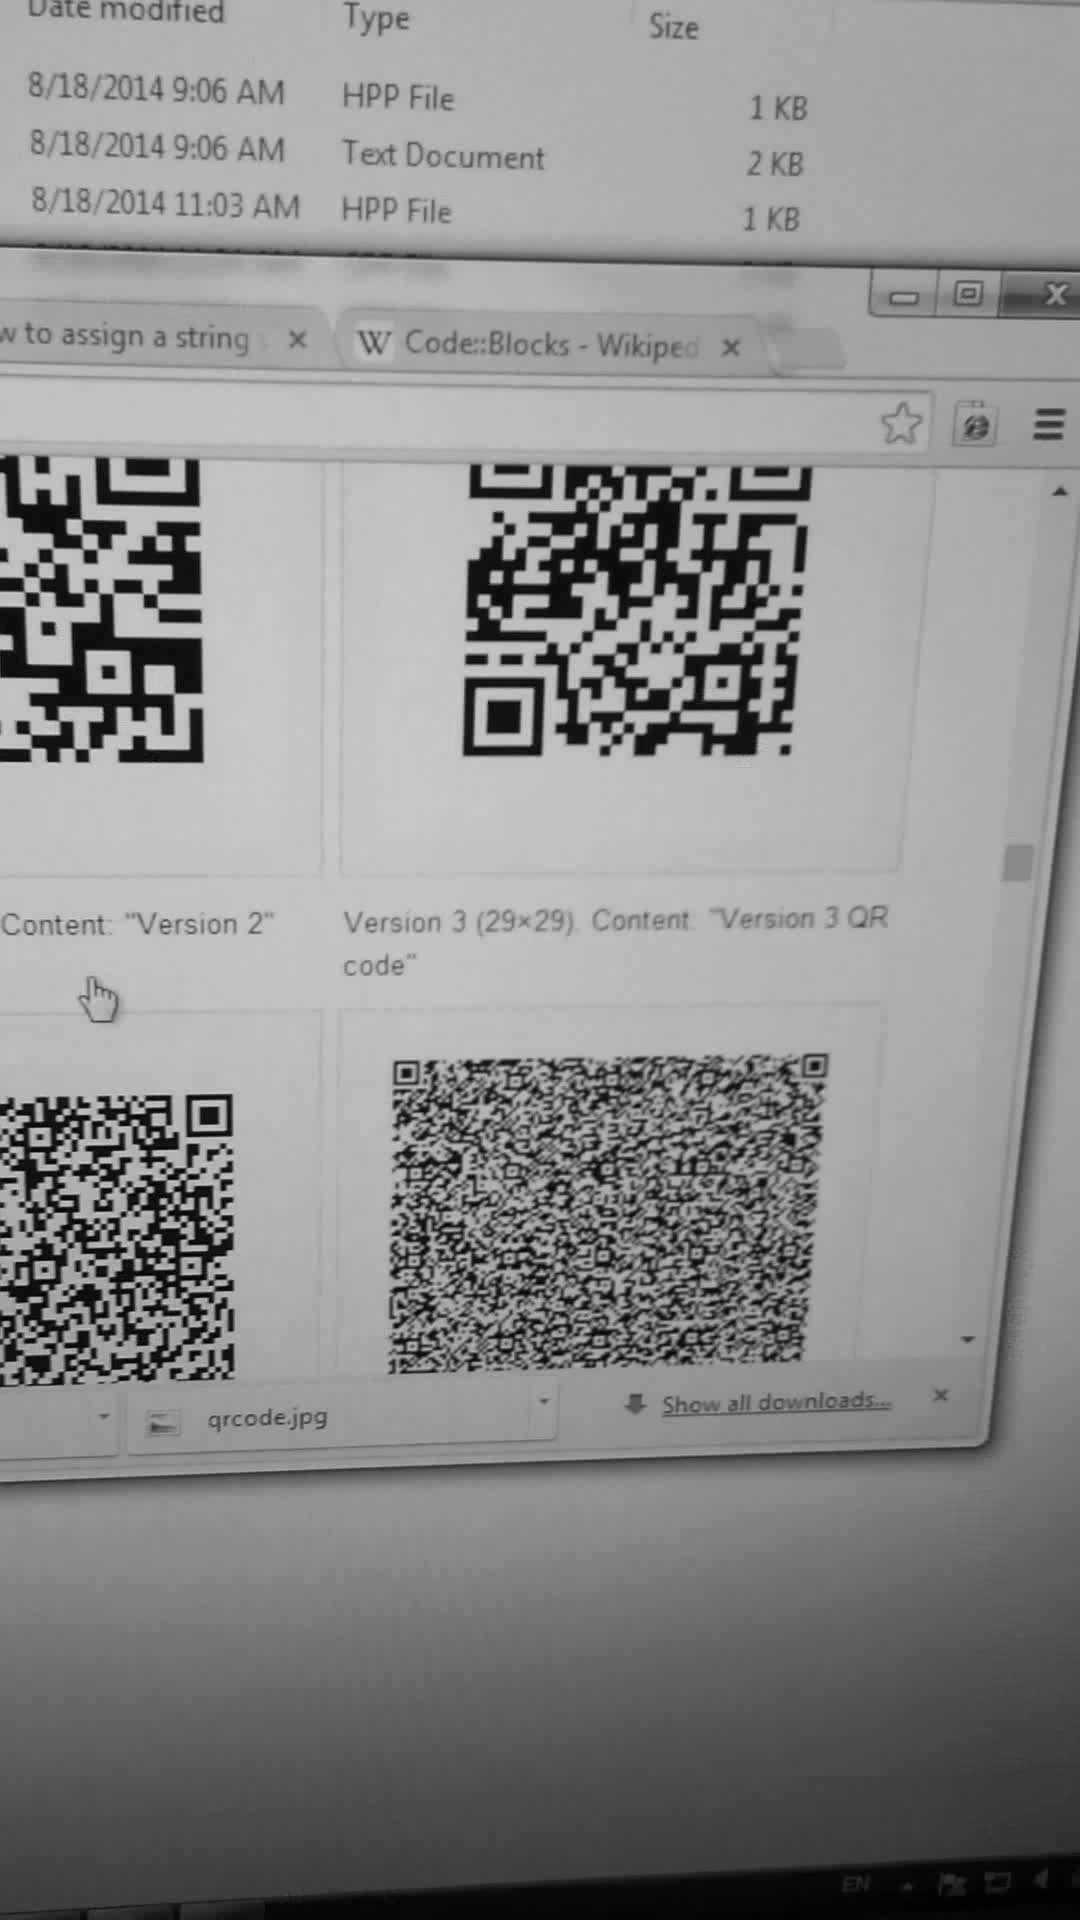 Date modified Type Size
8/18/2014 9:06 AM HPP File 1 KB
8/18/2014 9:06 AM Text Document 2 KB
8/18/2014 11:03 AM HPP File 1 KB
w to assign a string Code::Blocks - Wikiped
Content: "Version 2"
Version 3 (29×29). Content: "Version 3 QR
code"
qrcode.jpg Show all downloads...
EN